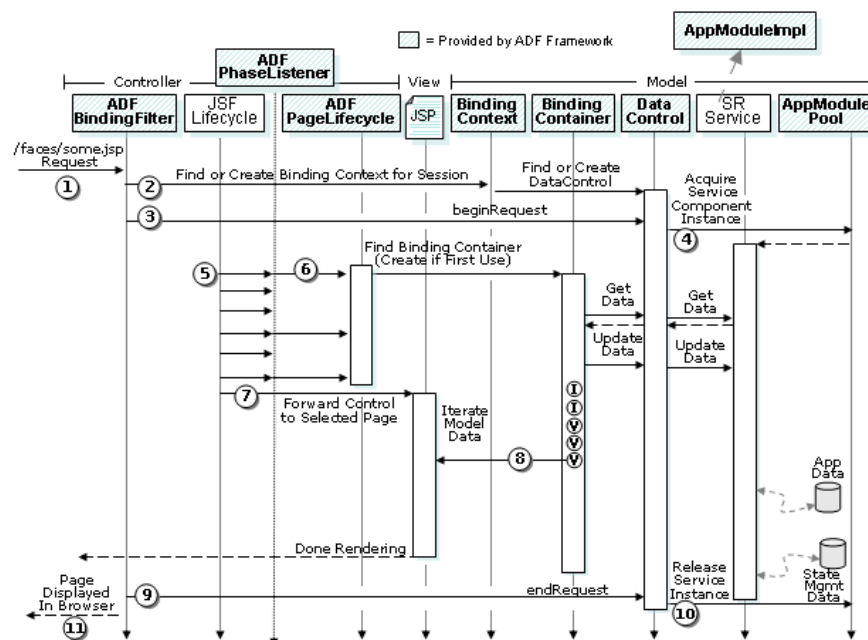 AppModuleImpl
= Provided by ADF Framework
ADF
PhaseListener
Controller
View
Model
ADF
BindingFilter
JSF
Lifecycle
ADF
PageLifecycle
JSP
Binding
Context
Binding
Container
Data
Control
SR
Service
AppModule
Pool
/faces/some.jsp
Request
1
2
Find or Create Binding Context for Session
Find or Create
DataControl
Acquire
Service
Component
Instance
3
beginRequest
4
5
6
Find Binding Container
(Create if First Use)
Get
Data
Get
Data
Update
Data
Update
Data
7
Forward Control
to Selected Page
Iterate
Model
Data
I
I
V
V
V
8
App
Data
Done Rendering
Page
Displayed
In Browser
9
endRequest
Release
Service
Instance
10
State
Mgmt
Data
11